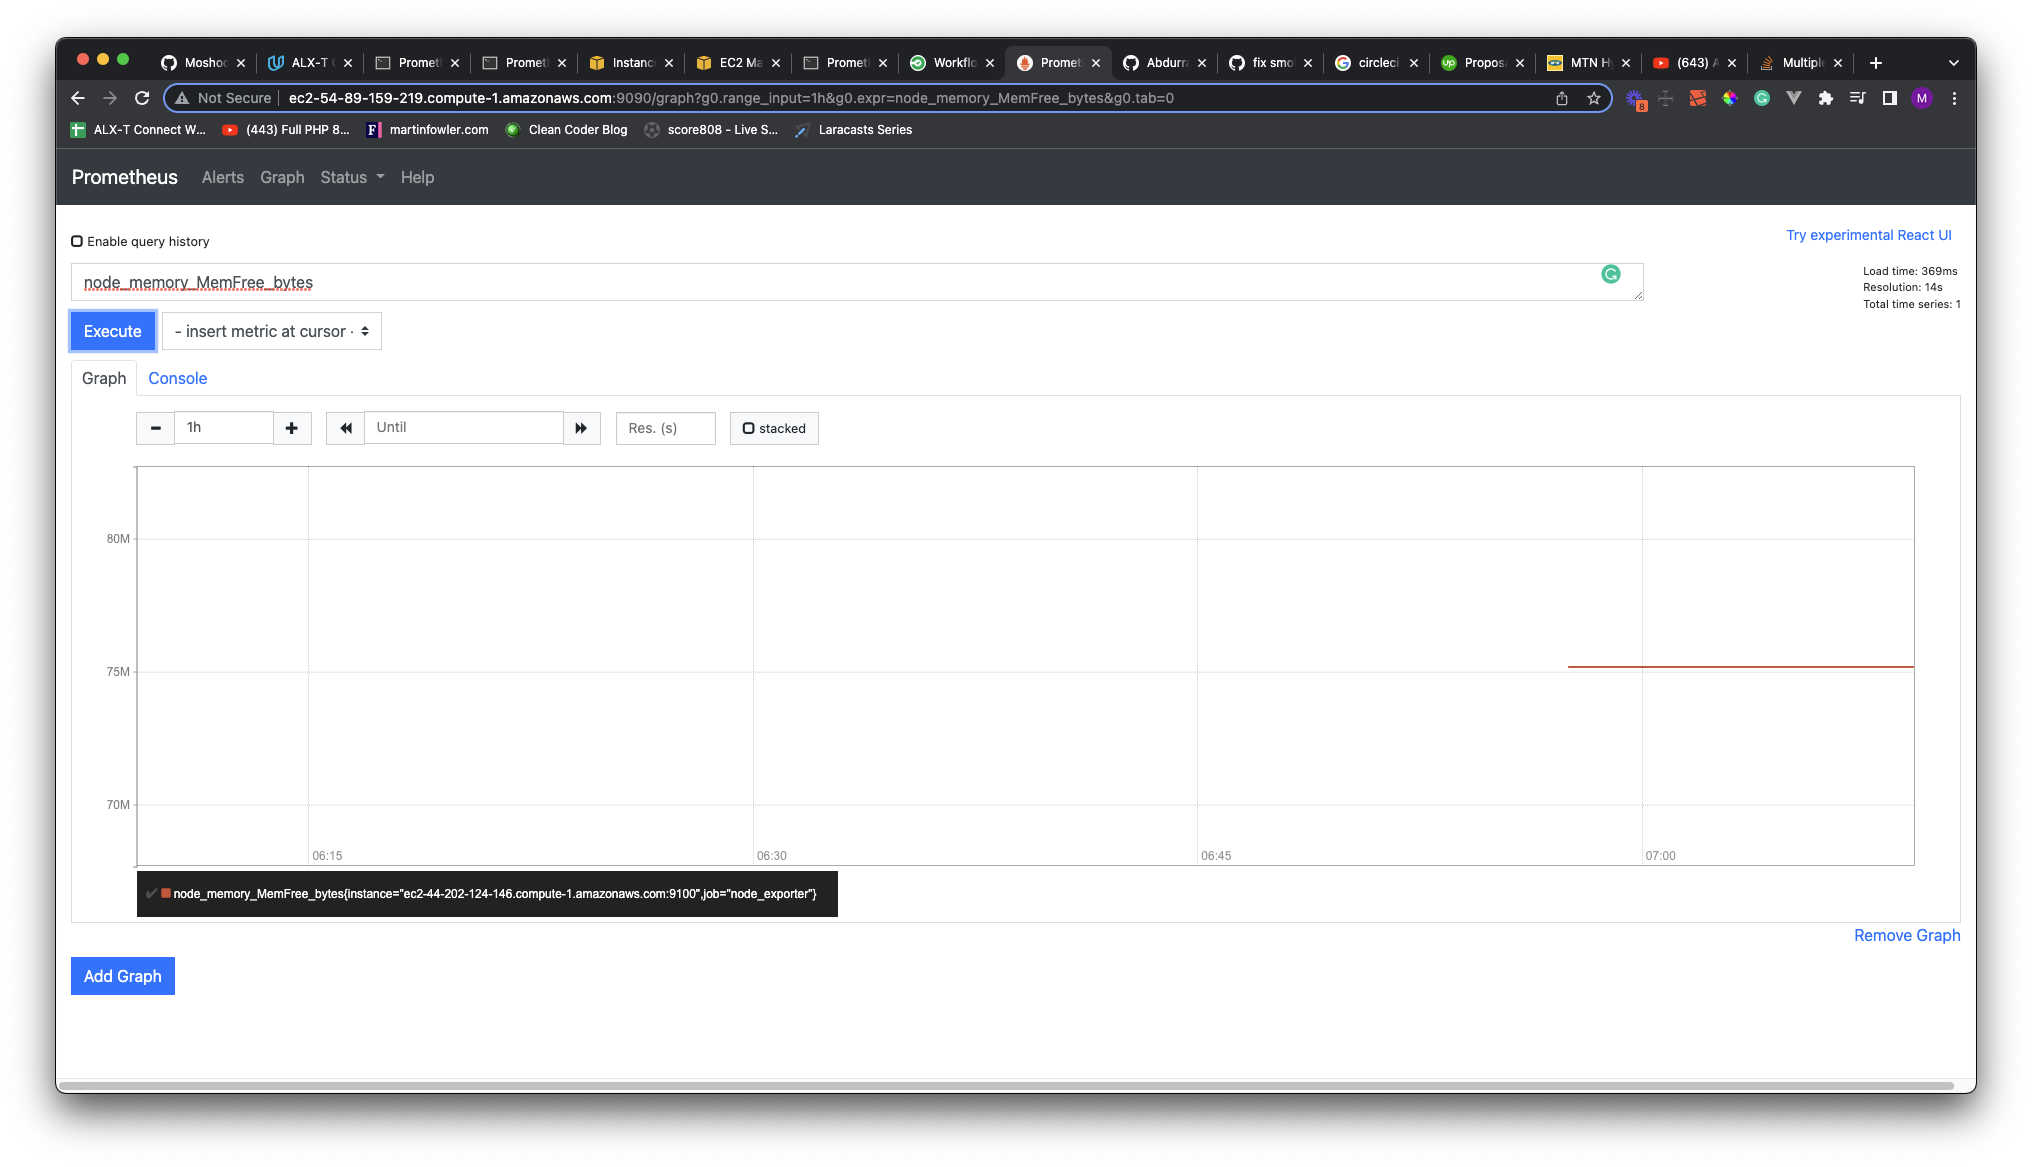 Moshoo ALX-T Promet Promet Instanc EC2 Ma Promet Workflo Promet Abdurra fix smo circleci Propos MTN H (643) A Multiple
Not Secure ec2-54-89-159-219.compute-1.amazonaws.com:9090/graph?g0.range_input=1h&g0.expr=node_memory_MemFree_bytes&g0.tab=0
8
M
ALX-T Connect W... (443) Full PHP 8... martinfowler.com Clean Coder Blog score808 - Live S... Laracasts Series
Prometheus Alerts Graph Status Help
Enable query history
Try experimental React UI
node_memory_MemFree_bytes
Load time: 369ms
Resolution: 14s
Total time series: 1
Execute - insert metric at cursor -
Graph Console
1h Until Res. (s) stacked
80M
75M
70M
06:15 06:30 06:45 07:00
node_memory_MemFree_bytes{instance="ec2-44-202-124-146.compute-1.amazonaws.com:9100",job="node_exporter"}
Remove Graph
Add Graph